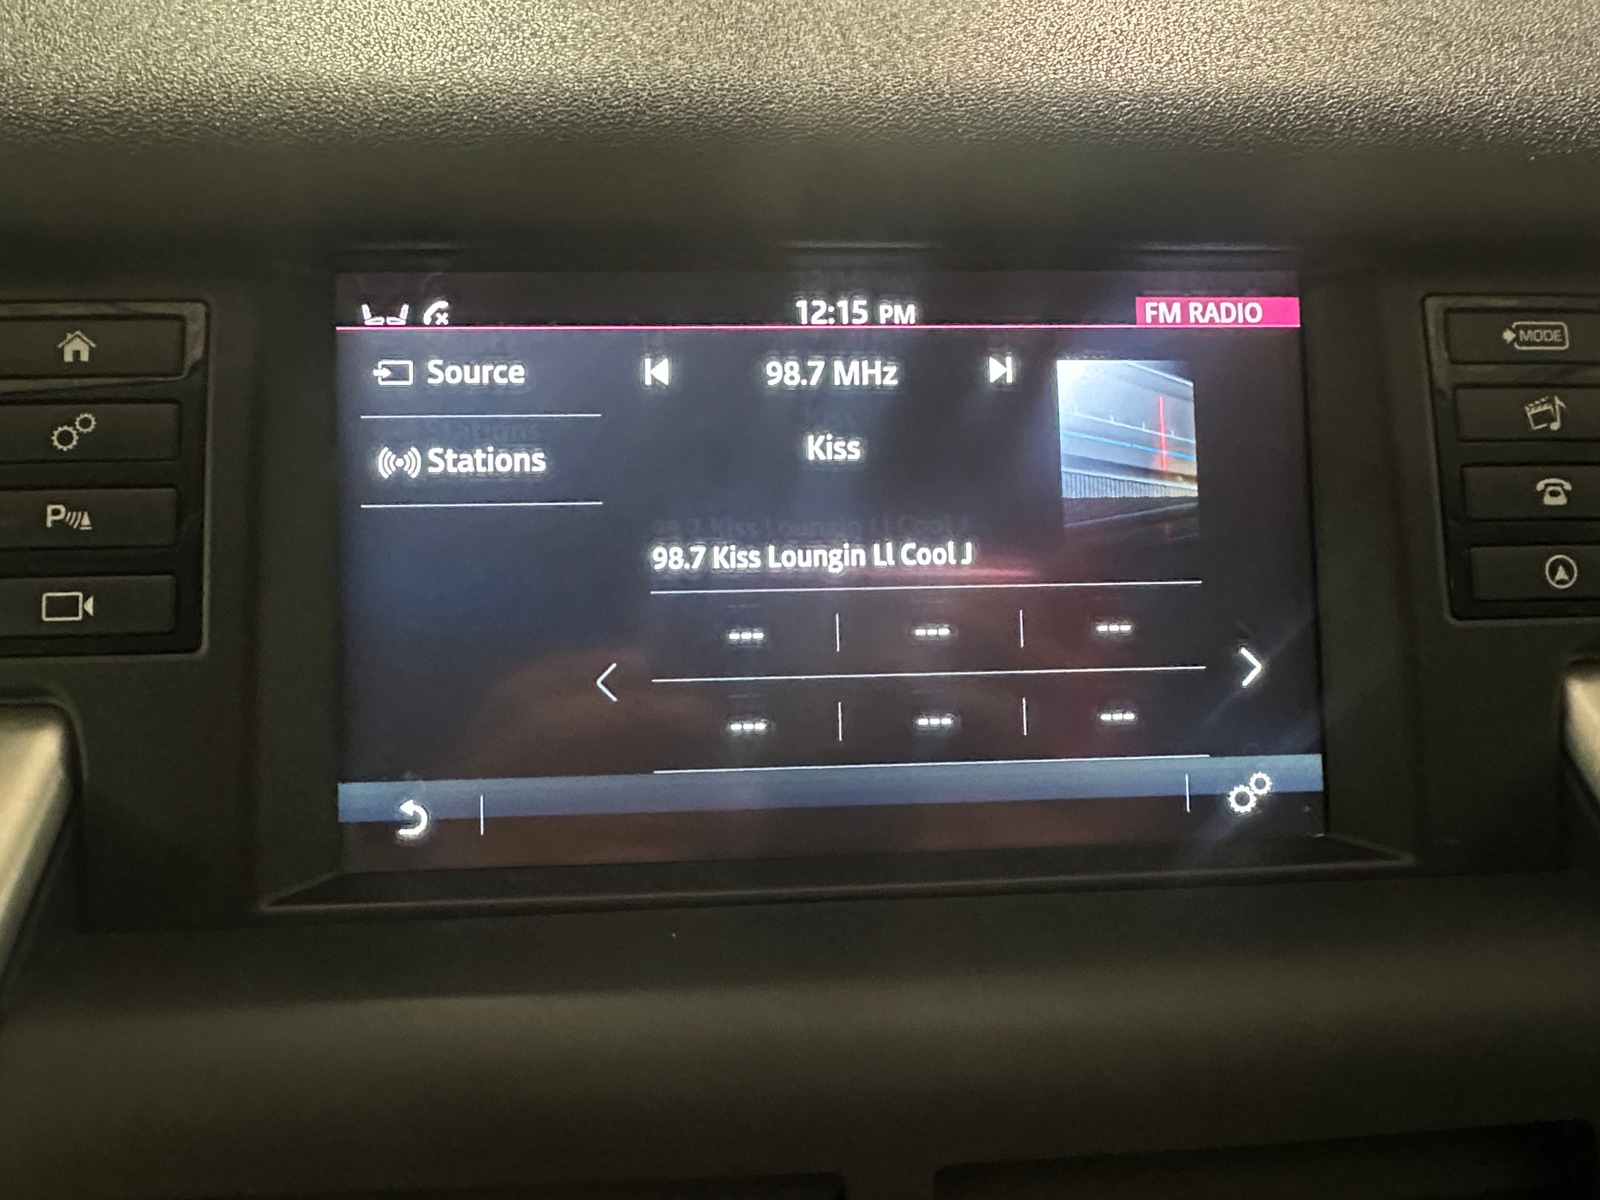 12:15 PM
FM RADIO
Source
98.7 MHz
Stations
Kiss
98.7 Kiss Loungin Ll Cool J
--- --- ---
--- --- ---
P
MODE